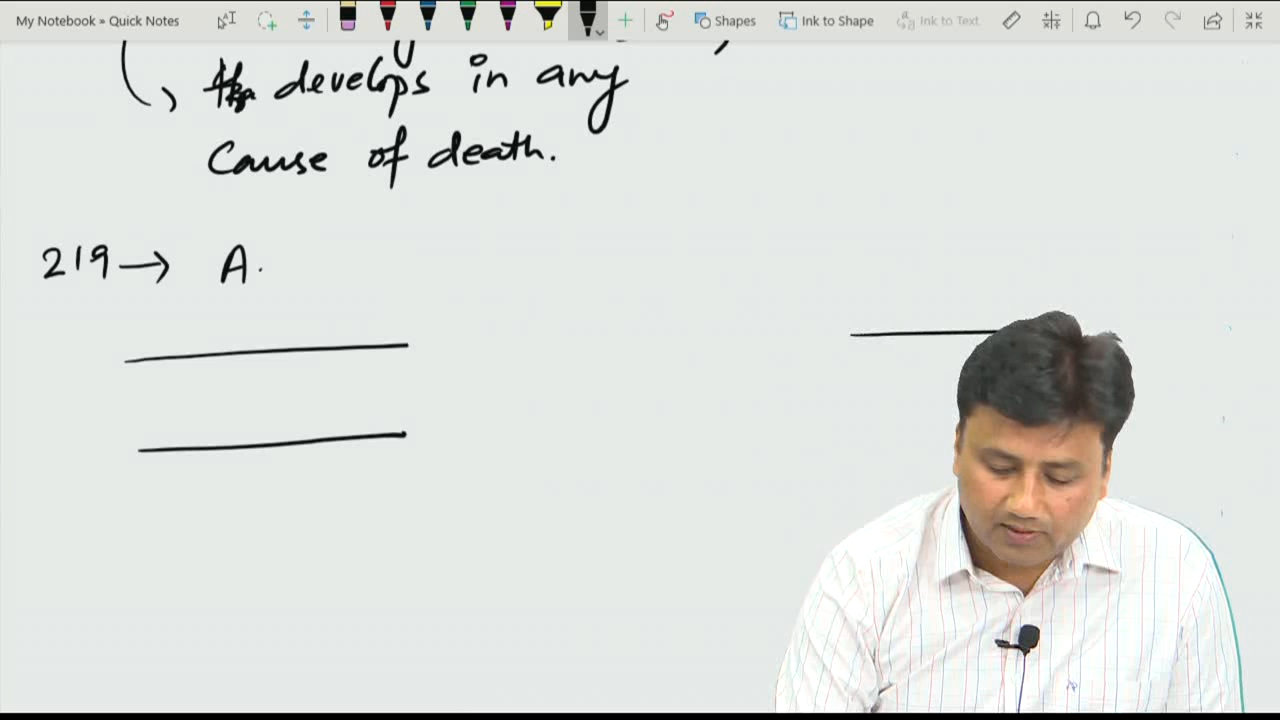 My Notebook » Quick Notes
Shapes
Ink to Shape
Ink to Text
develops in any
Cause of death.
219 → A.